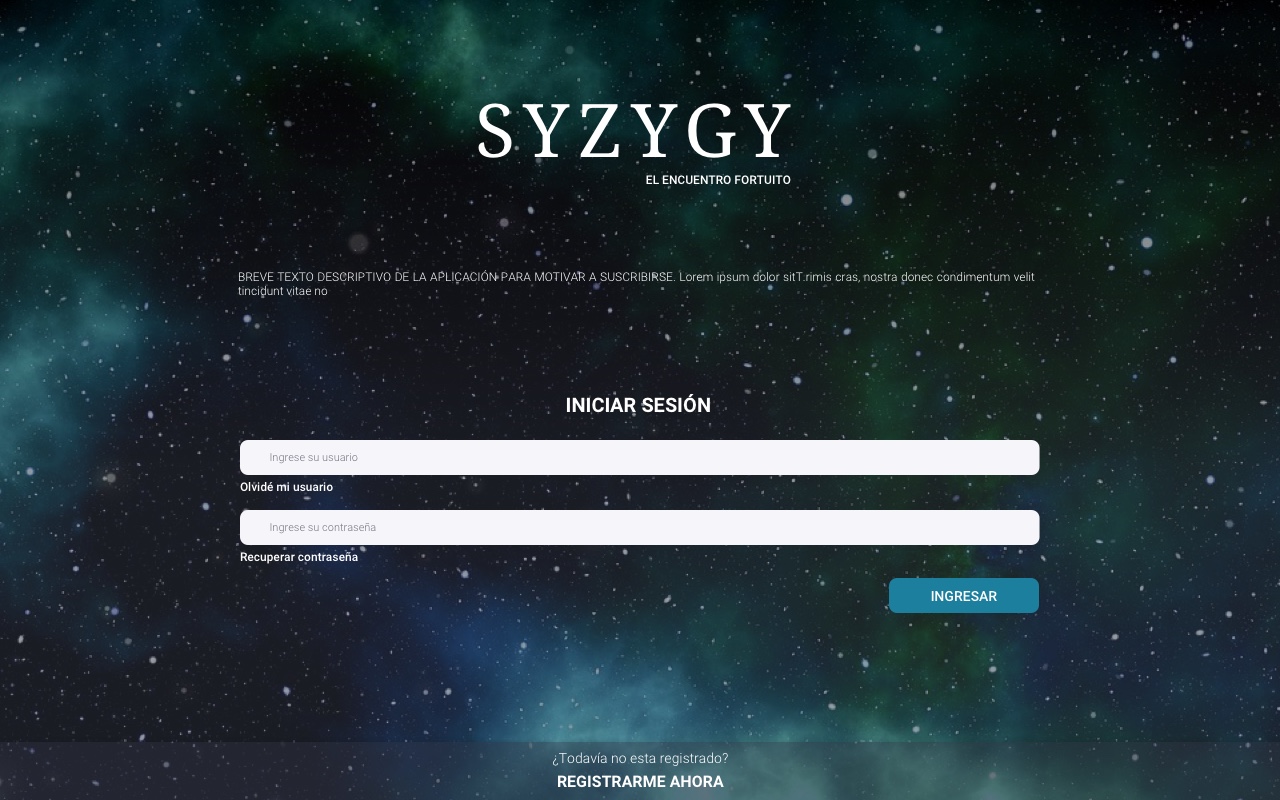 SYZYGY
EL ENCUENTRO FORTUITO
BREVE TEXTO DESCRIPTIVO DE LA APLICACIÓN PARA MOTIVAR A SUSCRIBIRSE. Lorem ipsum dolor sitT.rimis cras, nostra donec condimentum velit
tincidunt vitae no
INICIAR SESIÓN
Ingrese su usuario
Olvidé mi usuario
Ingrese su contraseña
Recuperar contraseña
INGRESAR
¿Todavía no esta registrado?
REGISTRARME AHORA